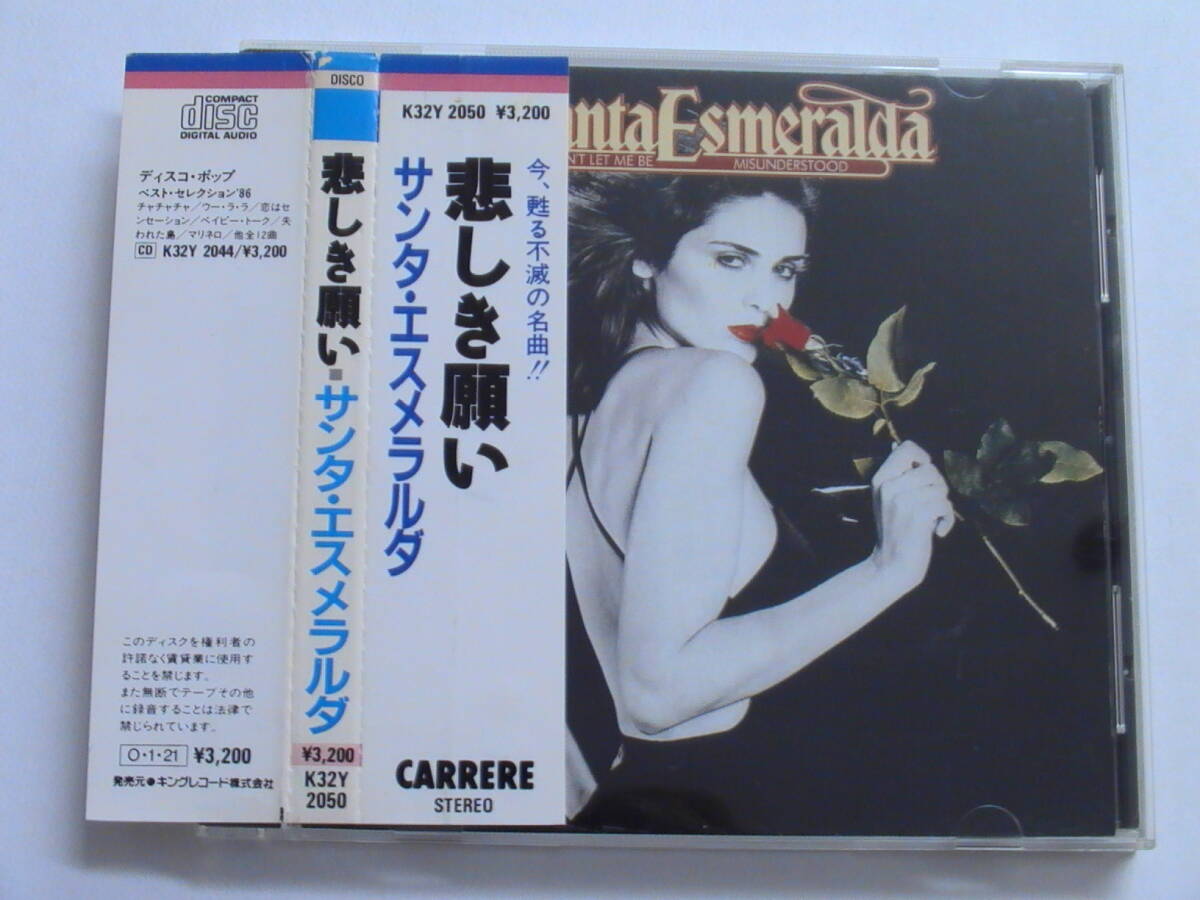 COMPACT
disc
DIGITAL AUDIO
ディスコ・ポップ
ベスト・セレクション'86
チャチャチャ/ウー・ラ・ラ/恋はセ
ンセーション/ベイビー・トーク/失
われた島/マリネロ/他全12曲
CD K32Y 2044/¥3,200
このディスクを権利者の
許諾なく賃貸業に使用す
ることを禁じます。
また無断でテープその他
に録音することは法律で
禁じられています。
O・1・21 ¥3,200
発売元●キングレコード株式会社
DISCO
悲しき願い■サンタ・エスメラルダ
¥3,200
K32Y
2050
K32Y 2050 ¥3,200
今、甦る不滅の名曲!!
悲しき願い
サンタ・エスメラルダ
CARRERE
STEREO
nta Esmeralda
N'T LET ME BE MISUNDERSTOOD